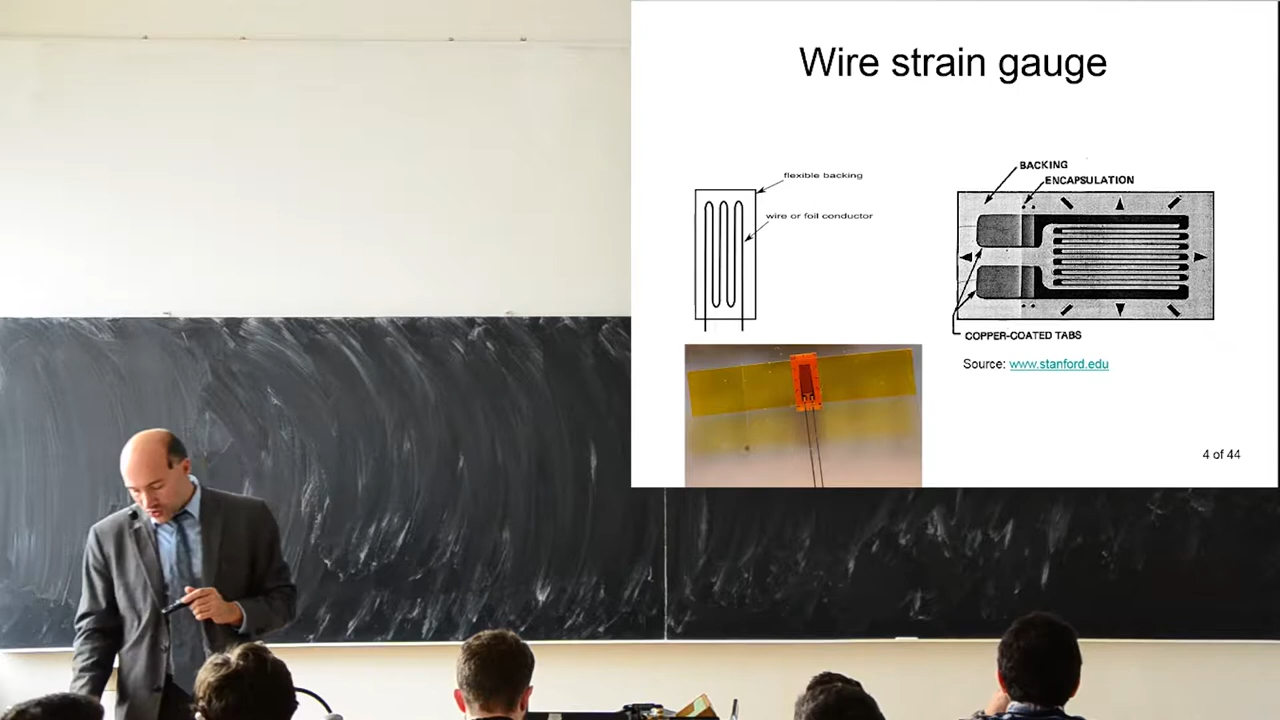 Wire strain gauge
flexible backing
wire or foil conductor
BACKING
ENCAPSULATION
COPPER-COATED TABS
Source: www.stanford.edu
4 of 44